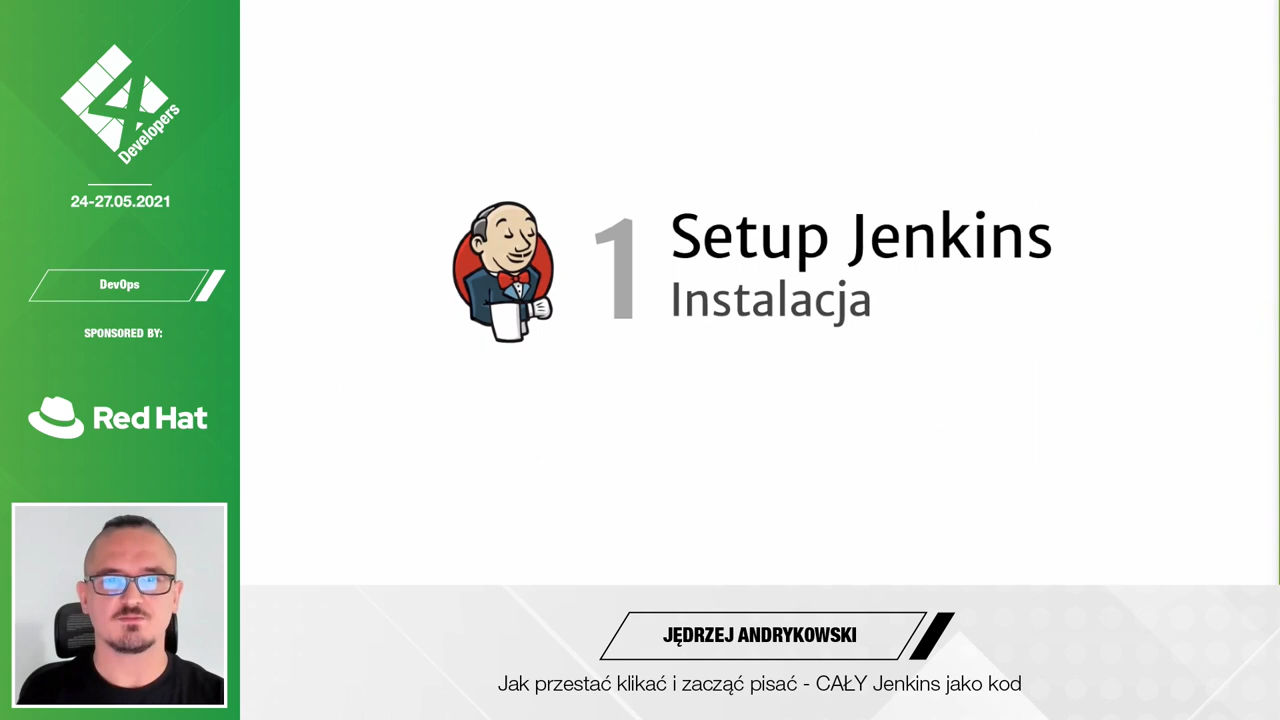 4
Developers
24-27.05.2021
DevOps
SPONSORED BY:
Red Hat
1
Setup Jenkins
Instalacja
JĘDRZEJ ANDRYKOWSKI
Jak przestać klikać i zacząć pisać - CAŁY Jenkins jako kod